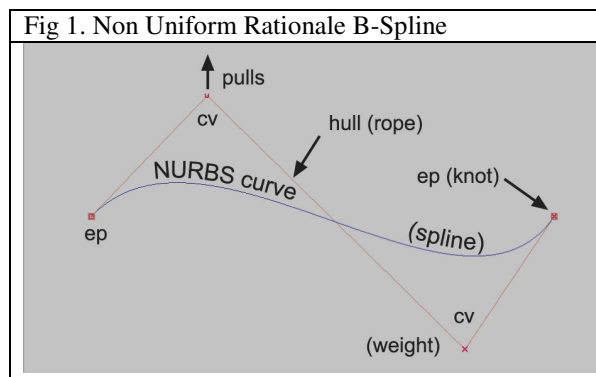 Fig 1. Non Uniform Rationale B-Spline
pulls
cv
hull (rope)
NURBS curve
ep (knot)
ep
(spline)
cv
(weight)